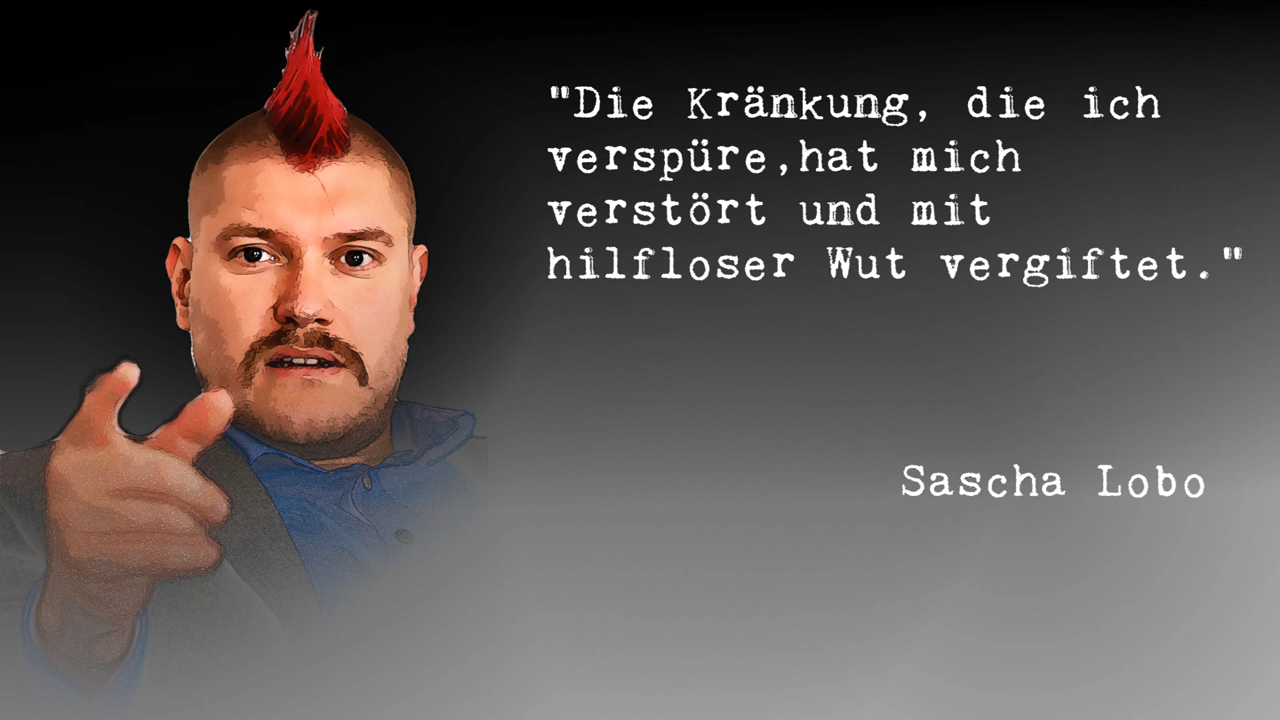 "Die Kränkung, die ich
verspüre,hat mich
verstört und mit
hilfloser Wut vergiftet."
Sascha Lobo